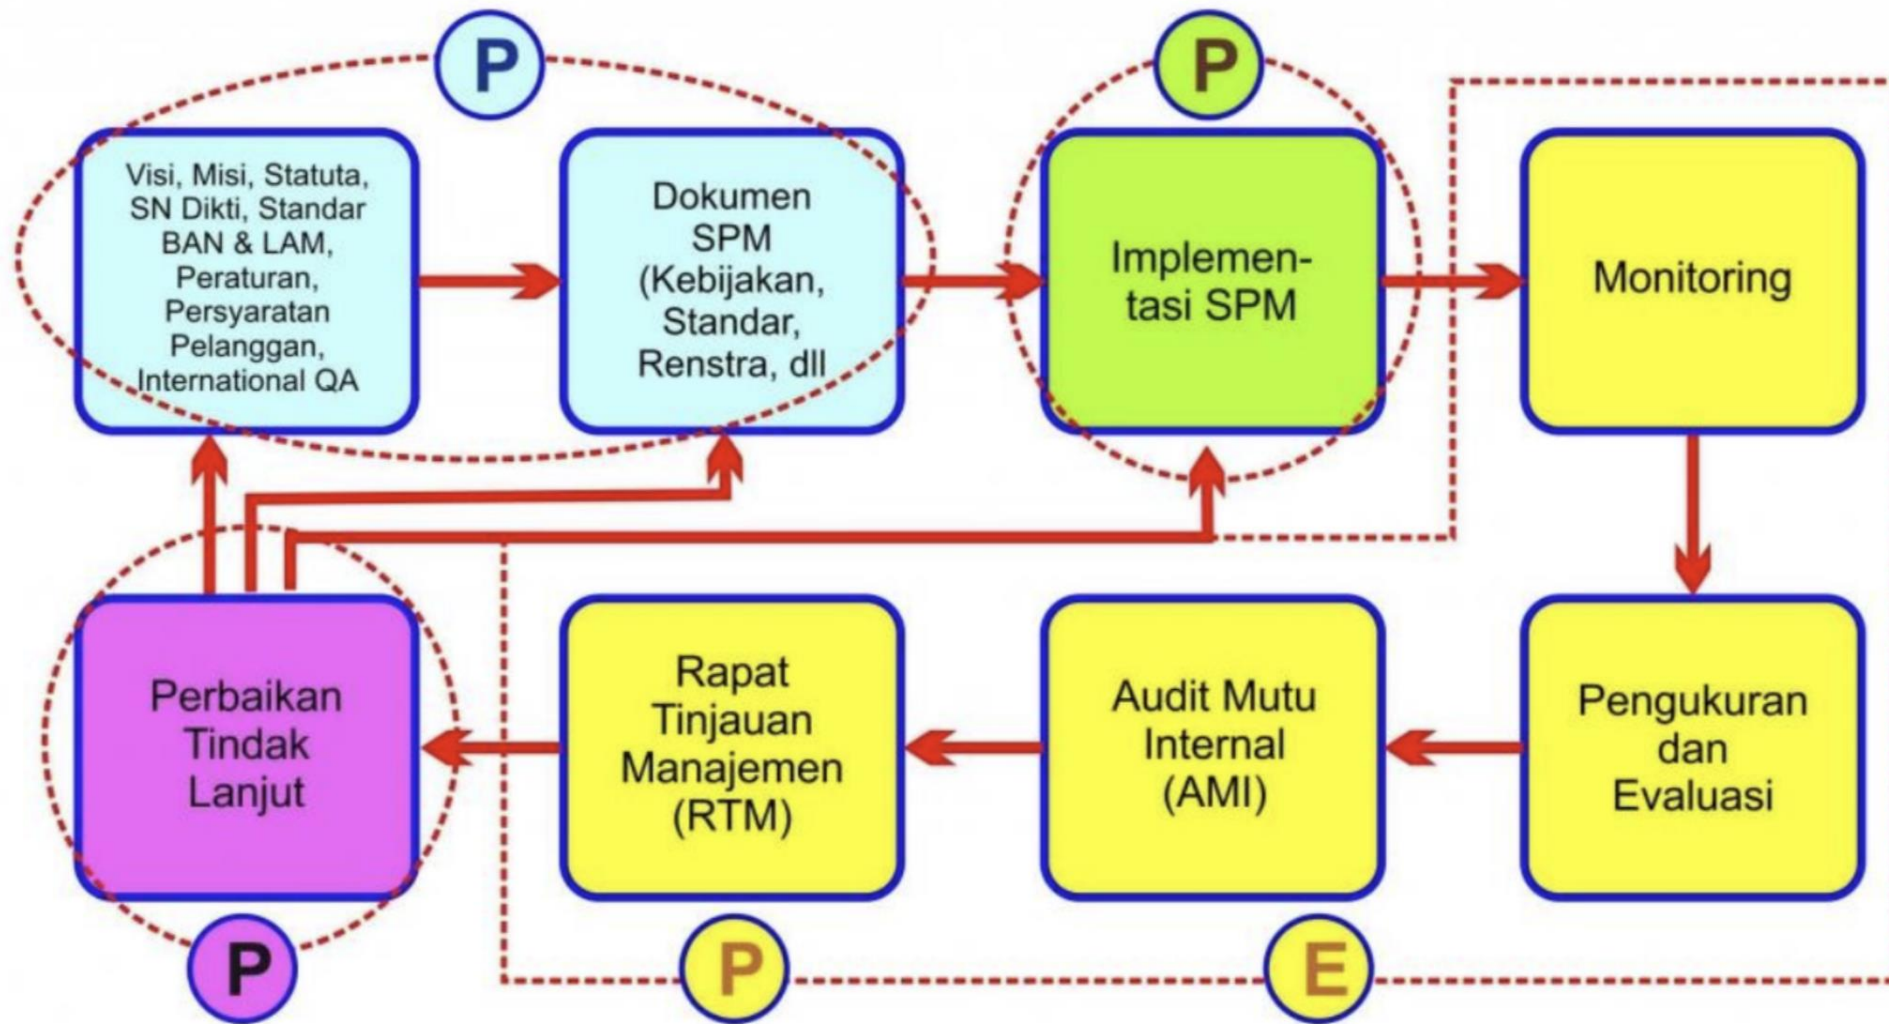 P
P
Visi, Misi, Statuta,
SN Dikti, Standar
BAN & LAM,
Peraturan,
Persyaratan
Pelanggan,
International QA
Dokumen
SPM
(Kebijakan,
Standar,
Renstra, dll
Implemen-
tasi SPM
Monitoring
Perbaikan
Tindak
Lanjut
Rapat
Tinjauan
Manajemen
(RTM)
Audit Mutu
Internal
(AMI)
Pengukuran
dan
Evaluasi
P
P
E